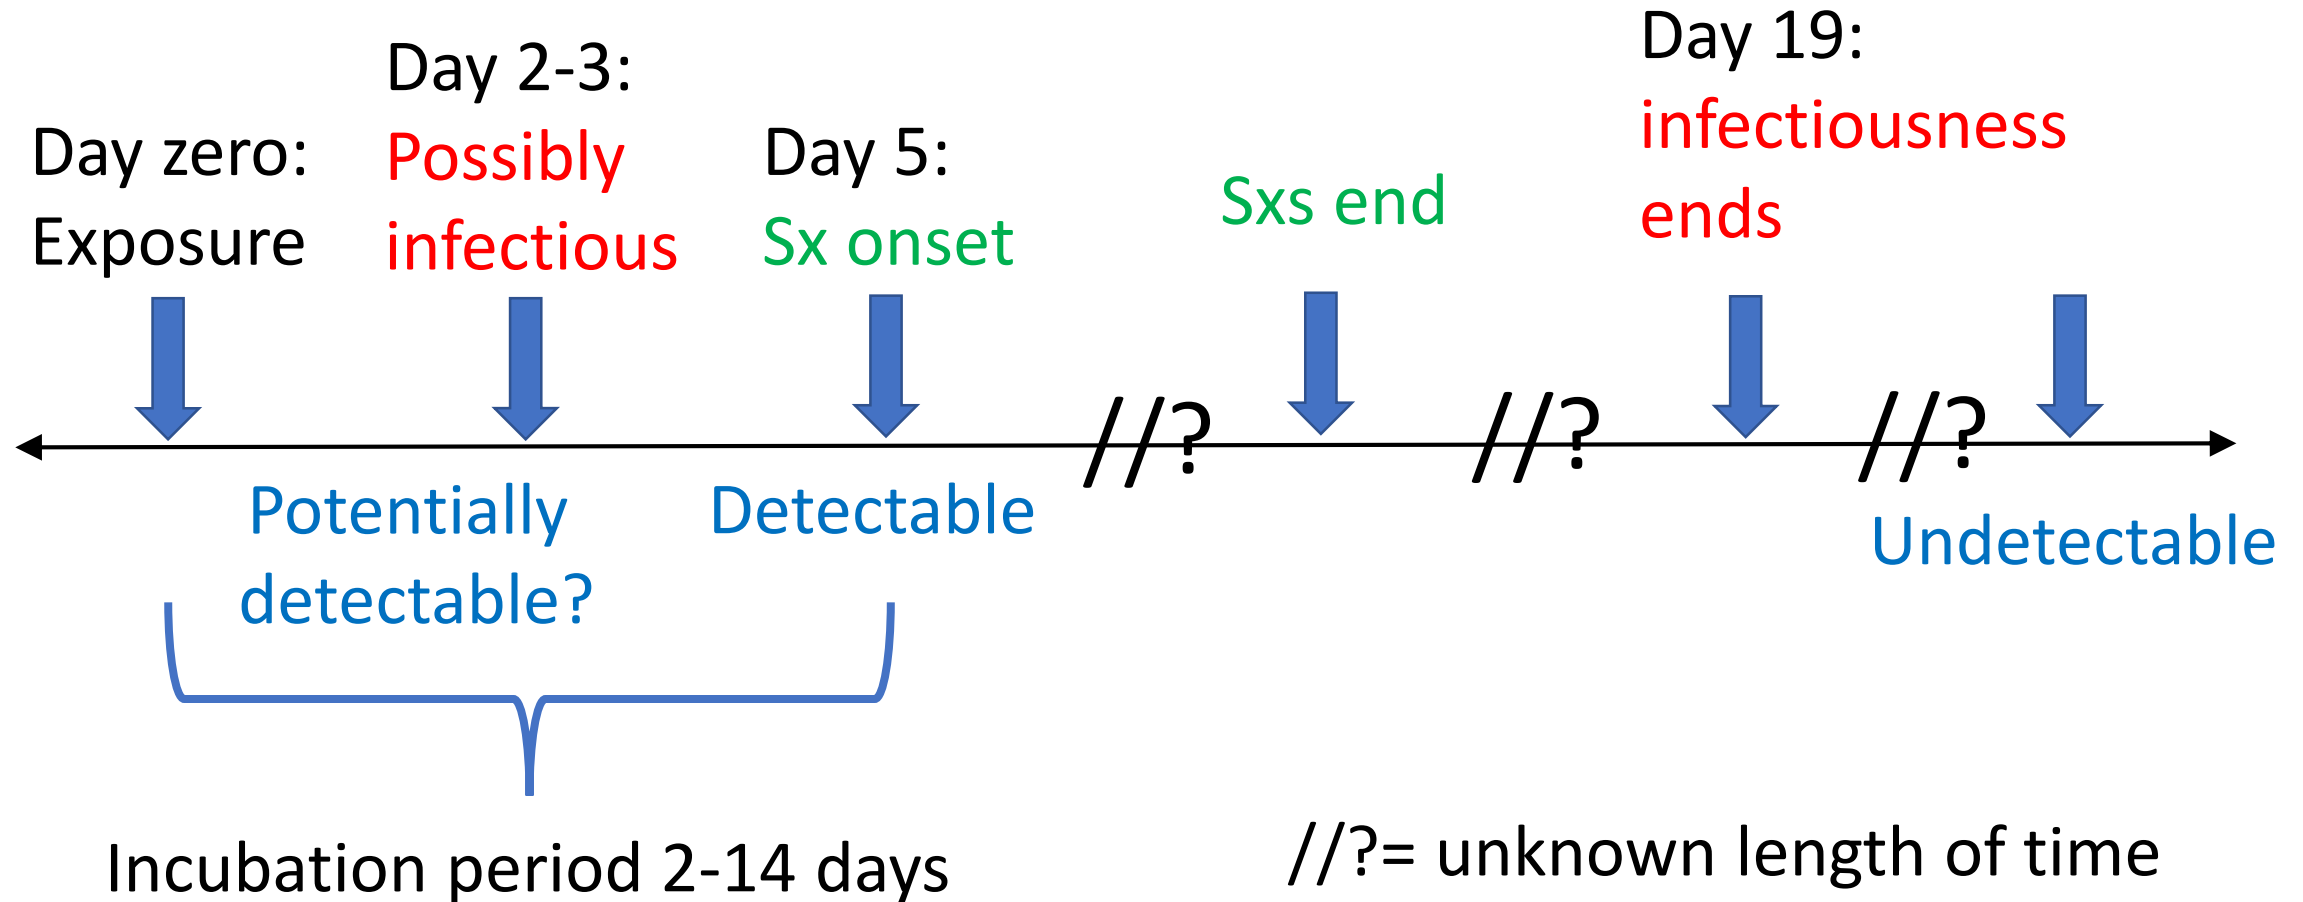 Day zero:
Exposure
Day 2-3:
Possibly
infectious
Day 5:
Sx onset
Sxs end
Day 19:
infectiousness
ends
//?
//?
//?
Potentially
detectable?
Detectable
Undetectable
Incubation period 2-14 days
//?= unknown length of time